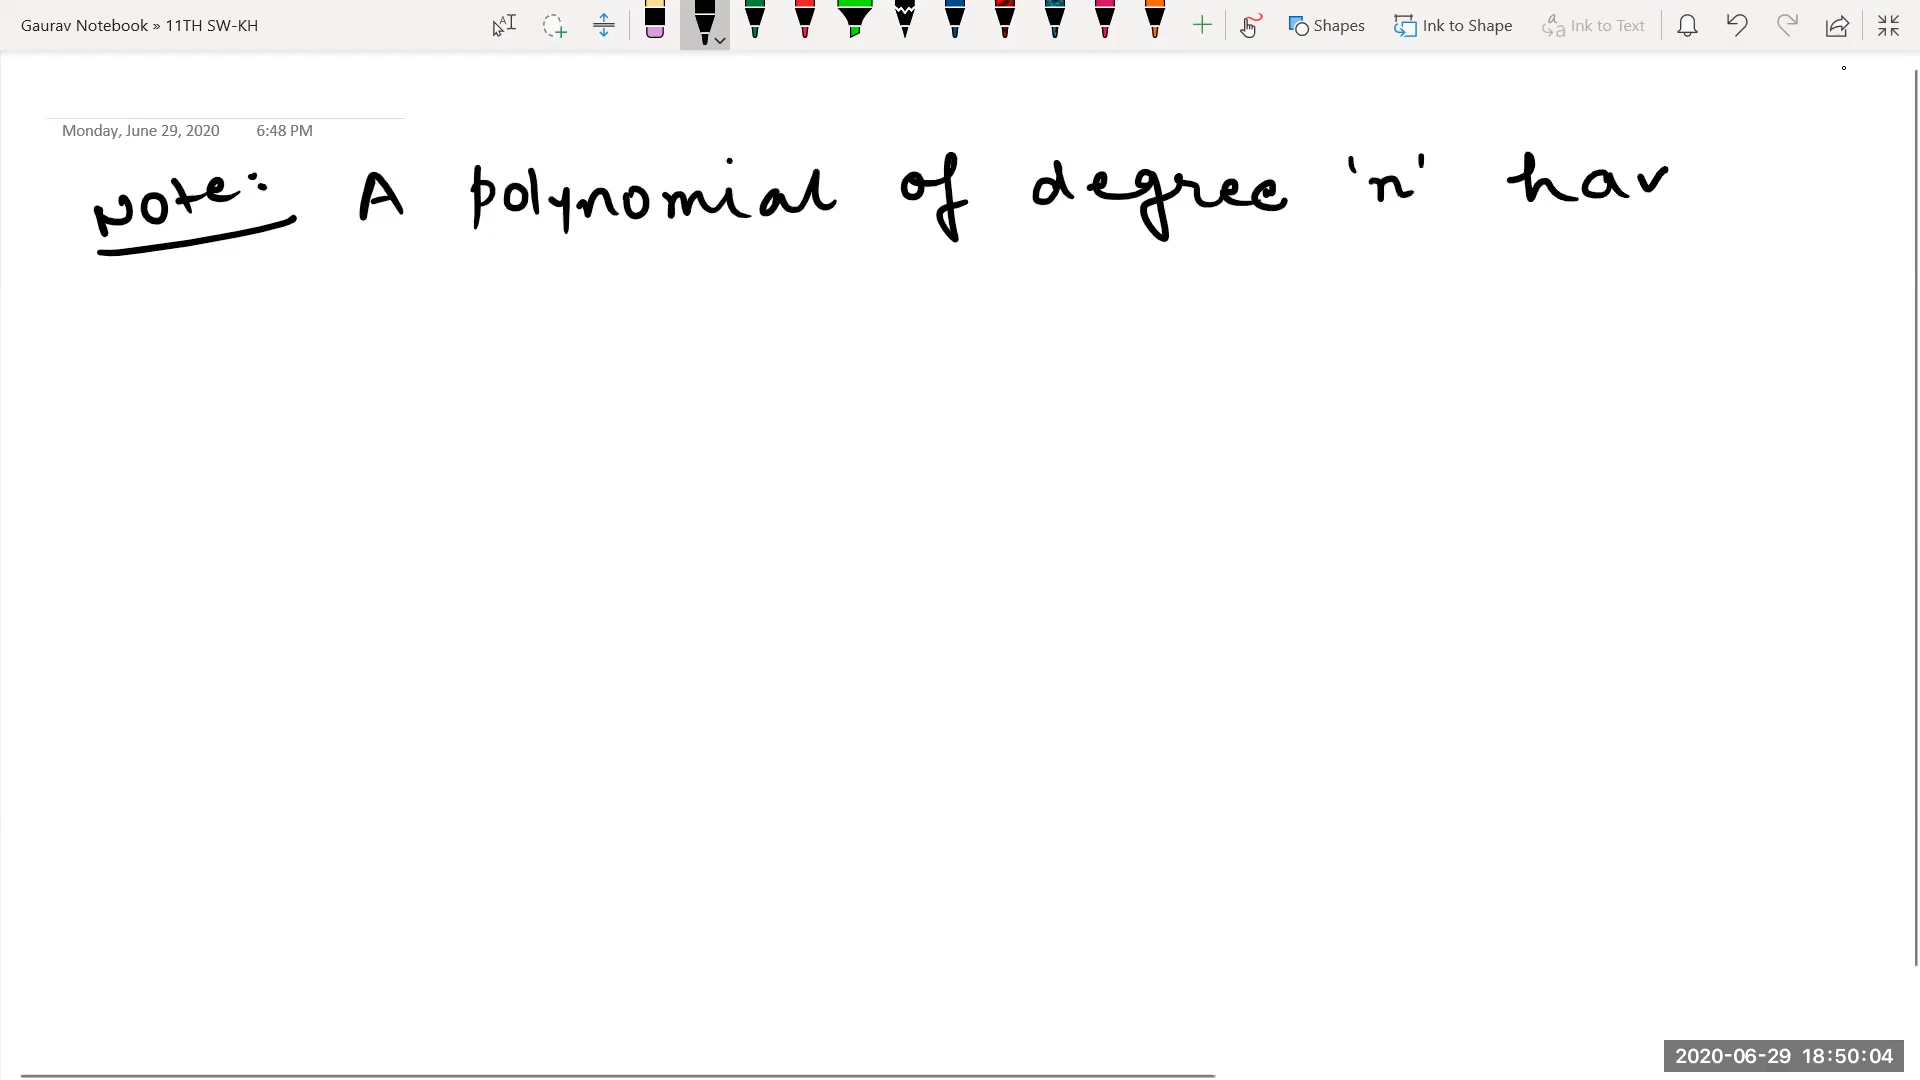 Gaurav Notebook » 11TH SW-KH
Shapes
Ink to Shape
Ink to Text
Monday, June 29, 2020 6:48 PM
Note: A polynomial of degree 'n' hav
2020-06-29 18:50:04